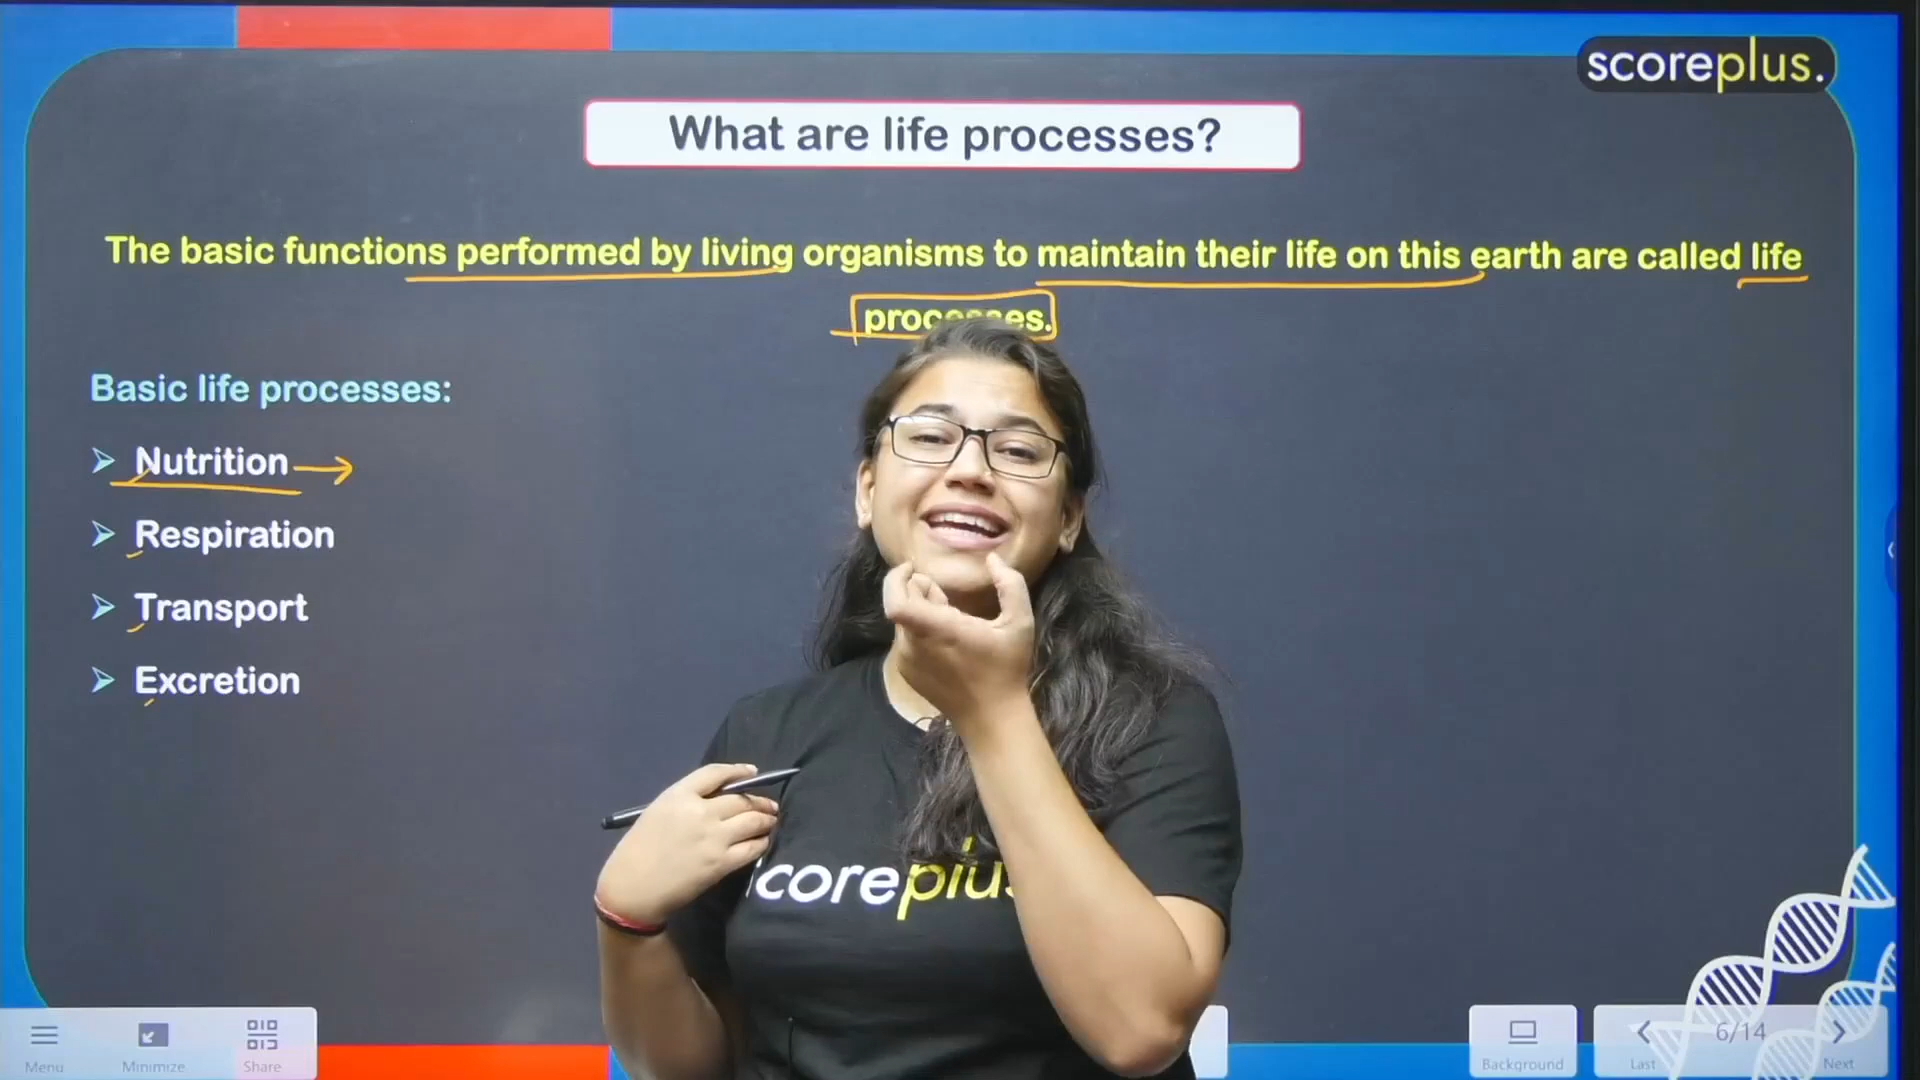 scoreplus.
What are life processes?
The basic functions performed by living organisms to maintain their life on this earth are called life
processes.
Basic life processes:
➢ Nutrition →
➢ Respiration
➢ Transport
➢ Excretion
coreplus
Menu
Minimize
Share
Background
Last
6/14
Next